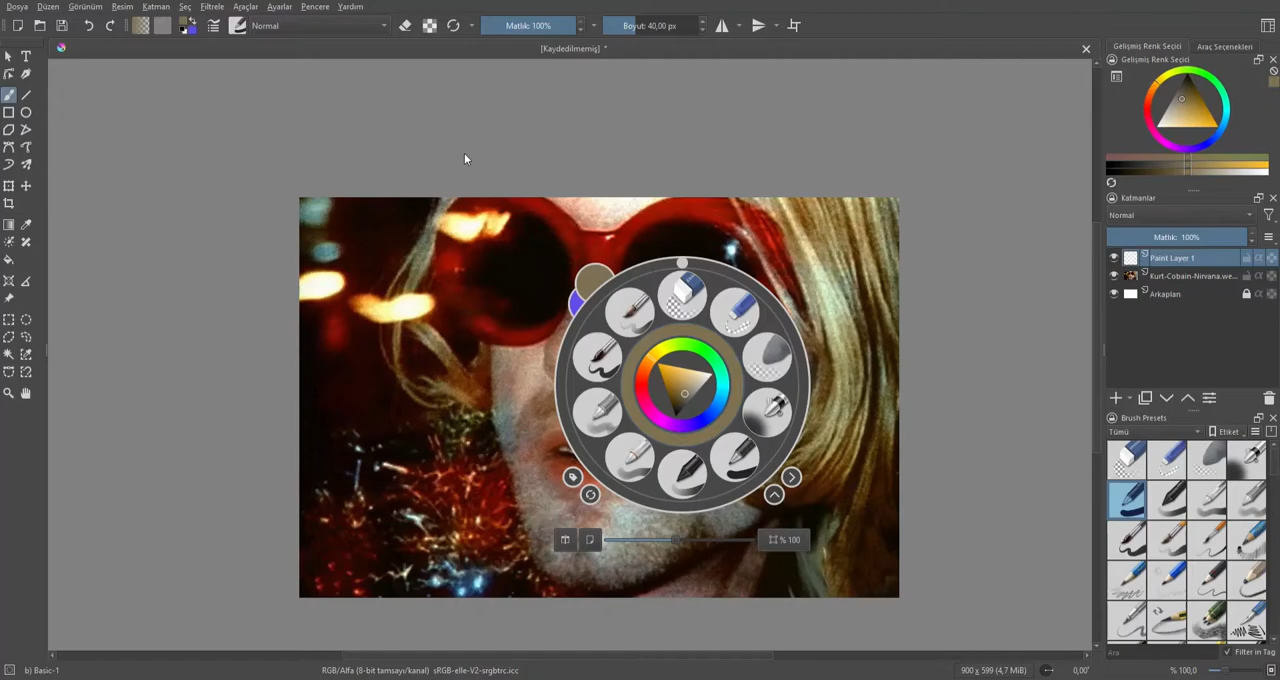 Dosya Düzen Görünüm Resim Katman Seç Filtreler Araçlar Ayarlar Pencere Yardım
Normal Matlık: 100% Boyut: 40,00 px
[Kaydedilmemiş] *
Gelişmiş Renk Seçici Araç Seçenekleri
Gelişmiş Renk Seçici
Katmanlar
Normal
Matlık: 100%
Paint Layer 1
Kurt-Cobain-Nirvana.we...
Arkaplan
Brush Presets
Tümü Etiket
% 100
Ara Filter in Tag
b) Basic-1 RGB/Alfa (8-bit tamsayı/kanal) sRGB-elle-V2-srgbtrc.icc 900 x 599 (4,7 MiB) 0,00° % 100,0